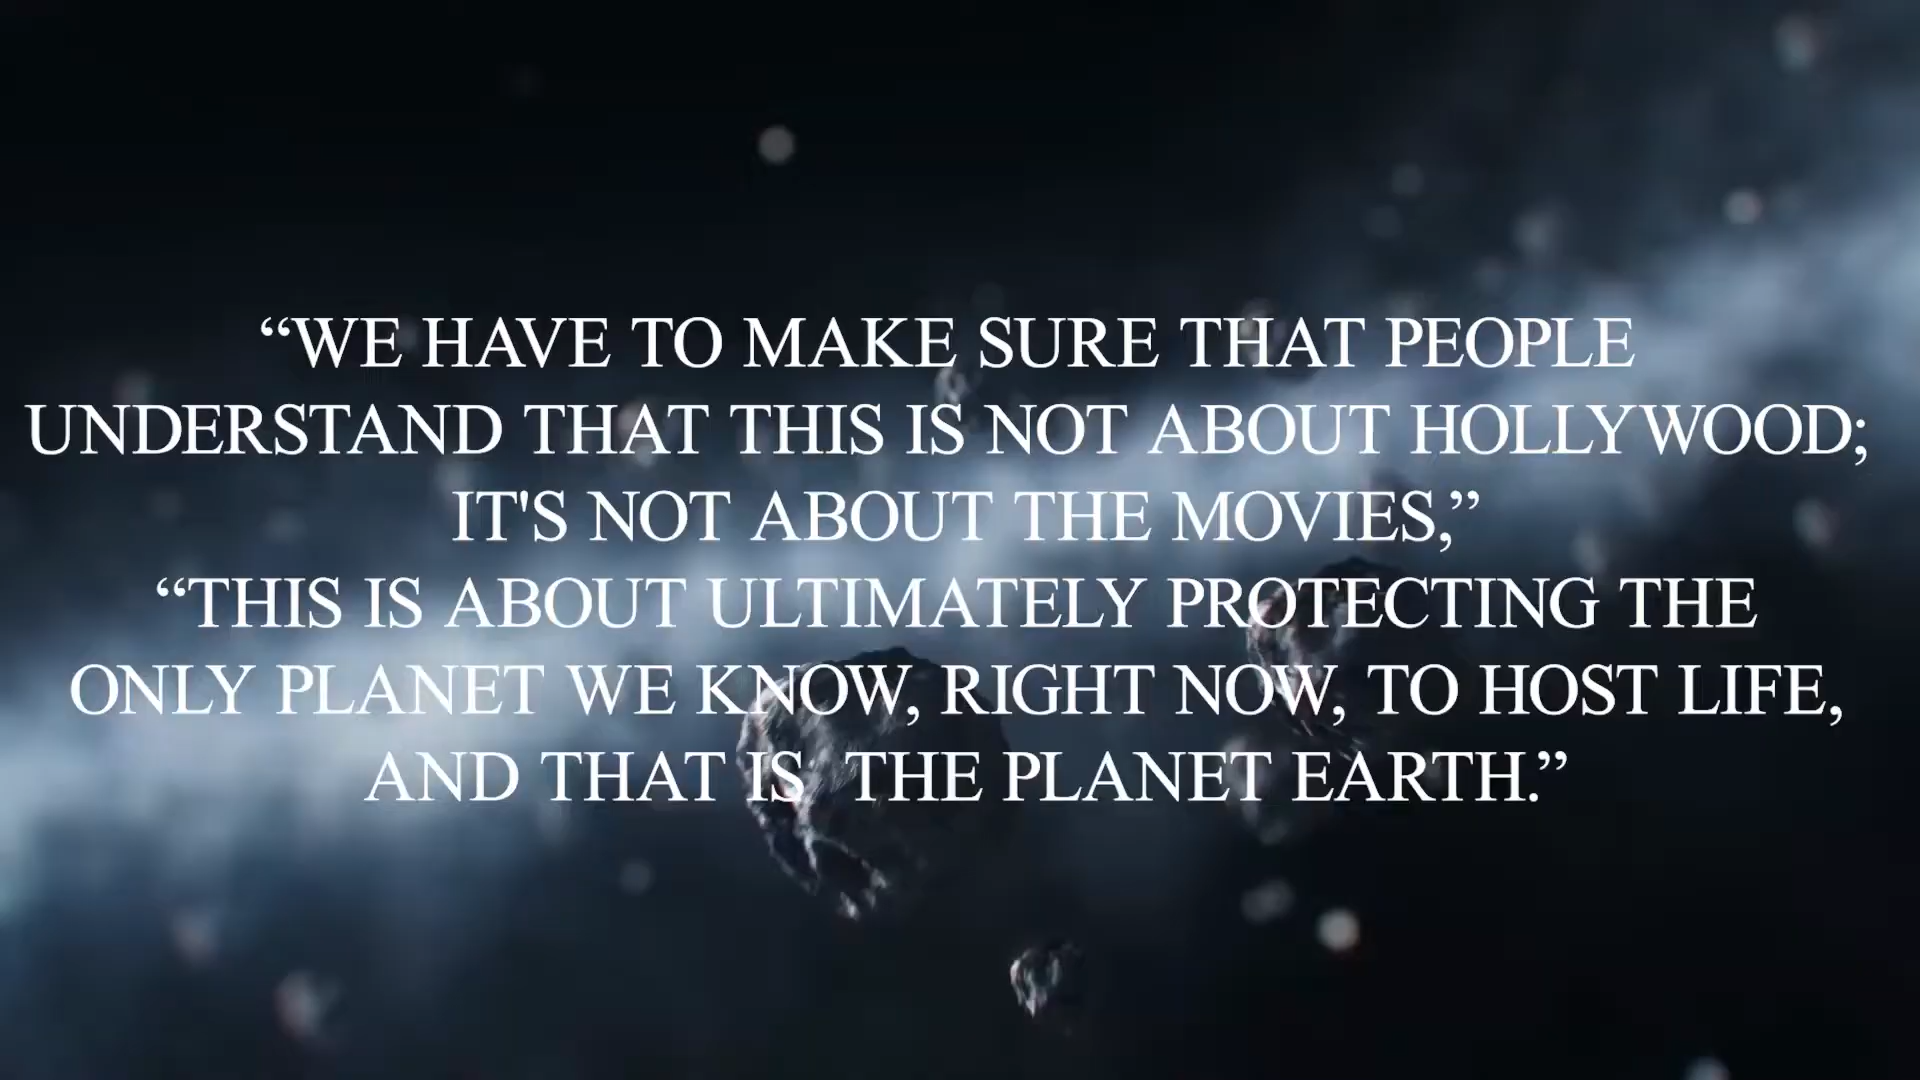 “WE HAVE TO MAKE SURE THAT PEOPLE
UNDERSTAND THAT THIS IS NOT ABOUT HOLLYWOOD;
IT'S NOT ABOUT THE MOVIES,”
“THIS IS ABOUT ULTIMATELY PROTECTING THE
ONLY PLANET WE KNOW, RIGHT NOW, TO HOST LIFE,
AND THAT IS  THE PLANET EARTH.”